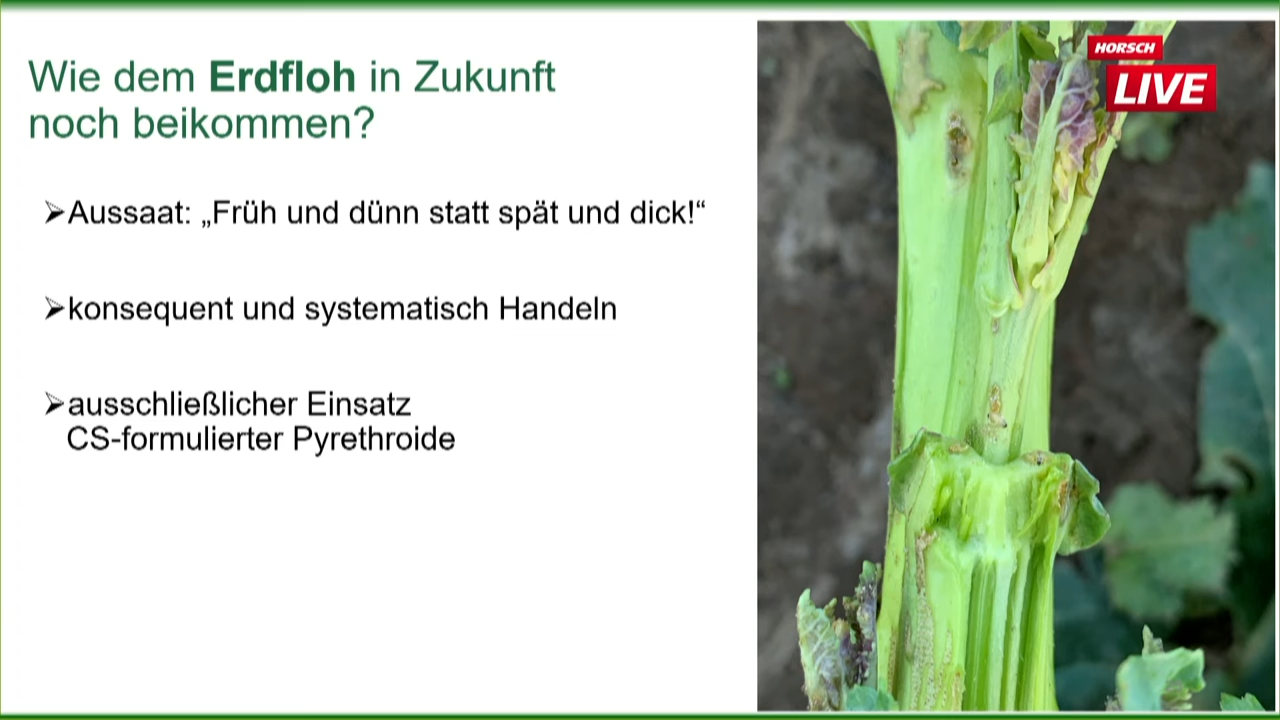 Wie dem Erdfloh in Zukunft
noch beikommen?
➢Aussaat: „Früh und dünn statt spät und dick!“
➢konsequent und systematisch Handeln
➢ausschließlicher Einsatz
CS-formulierter Pyrethroide
HORSCH
LIVE